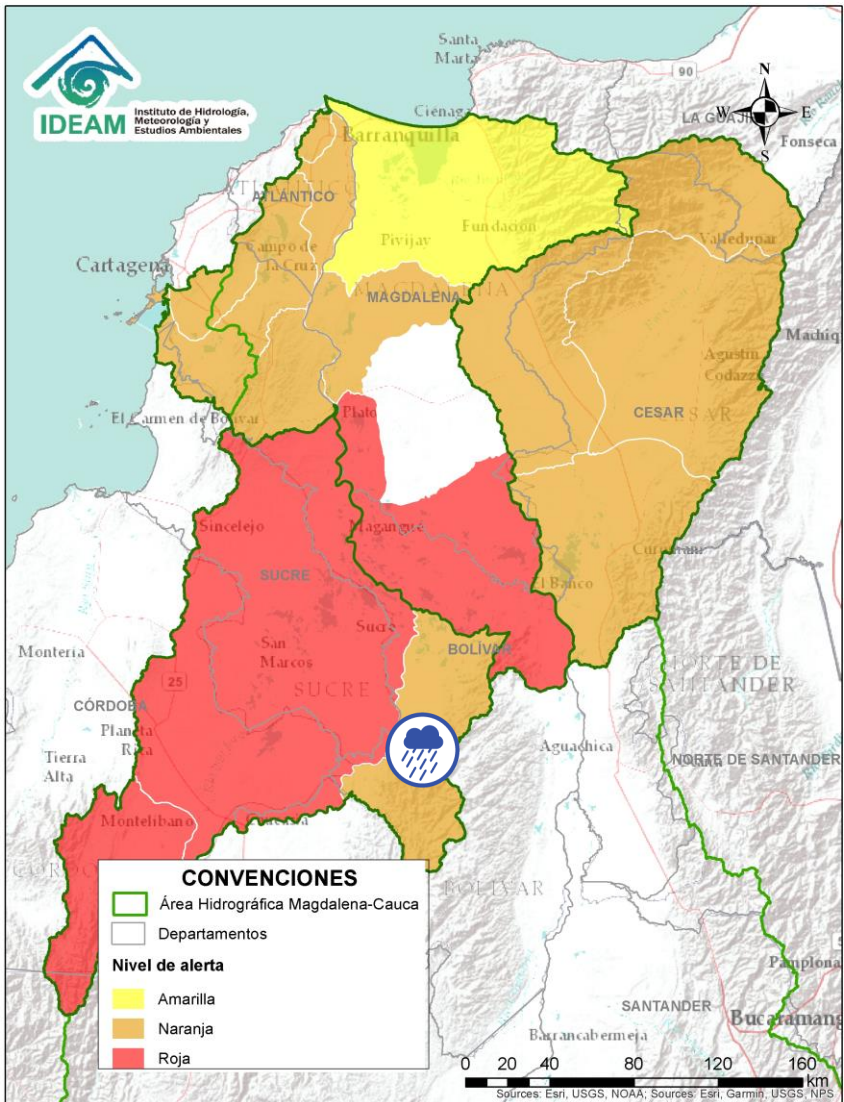 Santa
Marta
90
N
W
E
S
IDEAM
Instituto de Hidrología,
Meteorología y
Estudios Ambientales
Ciénaga
LA GUAJI
Fonseca
Barranquilla
ATLÁNTICO
Valledupar
Pivijay
Fundación
Campo de
la Cruz
Cartagena
MAGDALENA
Machiq
Agustín
Codazzi
El Carmen de Bolívar
Plato
CESAR
Sincelejo
Magangué
SUCRE
Curumaní
El Banco
Sucre
San
Marcos
BOLÍVAR
Montería
NORTE DE
SANTANDER
25
SUCRE
CÓRDOBA
Planeta
Rica
Aguachica
Tierra
Alta
NORTE DE SANTANDER
Montelíbano
Caucasia
BOLÍVAR
CONVENCIONES
Área Hidrográfica Magdalena-Cauca
Departamentos
Nivel de alerta
Amarilla
Naranja
Roja
Pamplona
SANTANDER
Bucaramang
Barrancabermeja
0 20 40 80 120 160
km
Sources: Esri, USGS, NOAA; Sources: Esri, Garmin, USGS, NPS